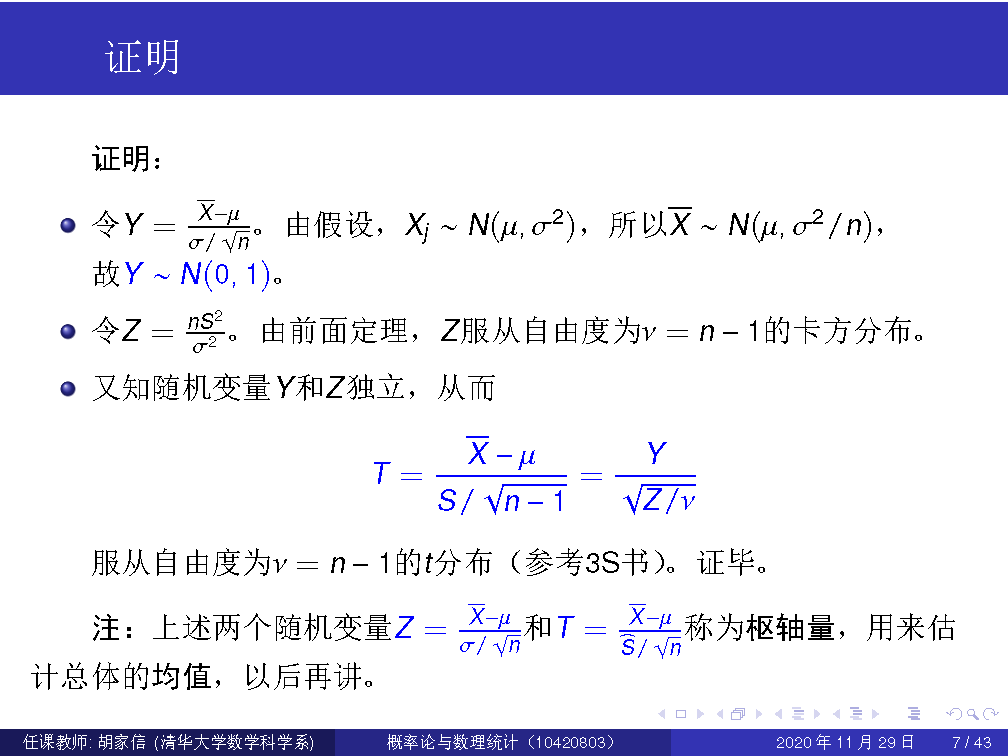 证明
证明：
令Y = (X̅−μ)/(σ/√n)。由假设，Xj ∼ N(μ, σ²)，所以X̅ ∼ N(μ, σ²/n)，
故Y ∼ N(0, 1)。
令Z = nS²/σ²。由前面定理，Z服从自由度为ν = n − 1的卡方分布。
又知随机变量Y和Z独立，从而
T = (X̅ − μ)/(S/√(n − 1)) = Y/√(Z/ν)
服从自由度为ν = n − 1的t分布（参考3S书）。证毕。
注：上述两个随机变量Z = (X̅−μ)/(σ/√n)和T = (X̅−μ)/(Ŝ/√n)称为枢轴量，用来估
计总体的均值，以后再讲。
任课教师: 胡家信 (清华大学数学科学系) 概率论与数理统计（10420803） 2020 年 11 月 29 日 7 / 43